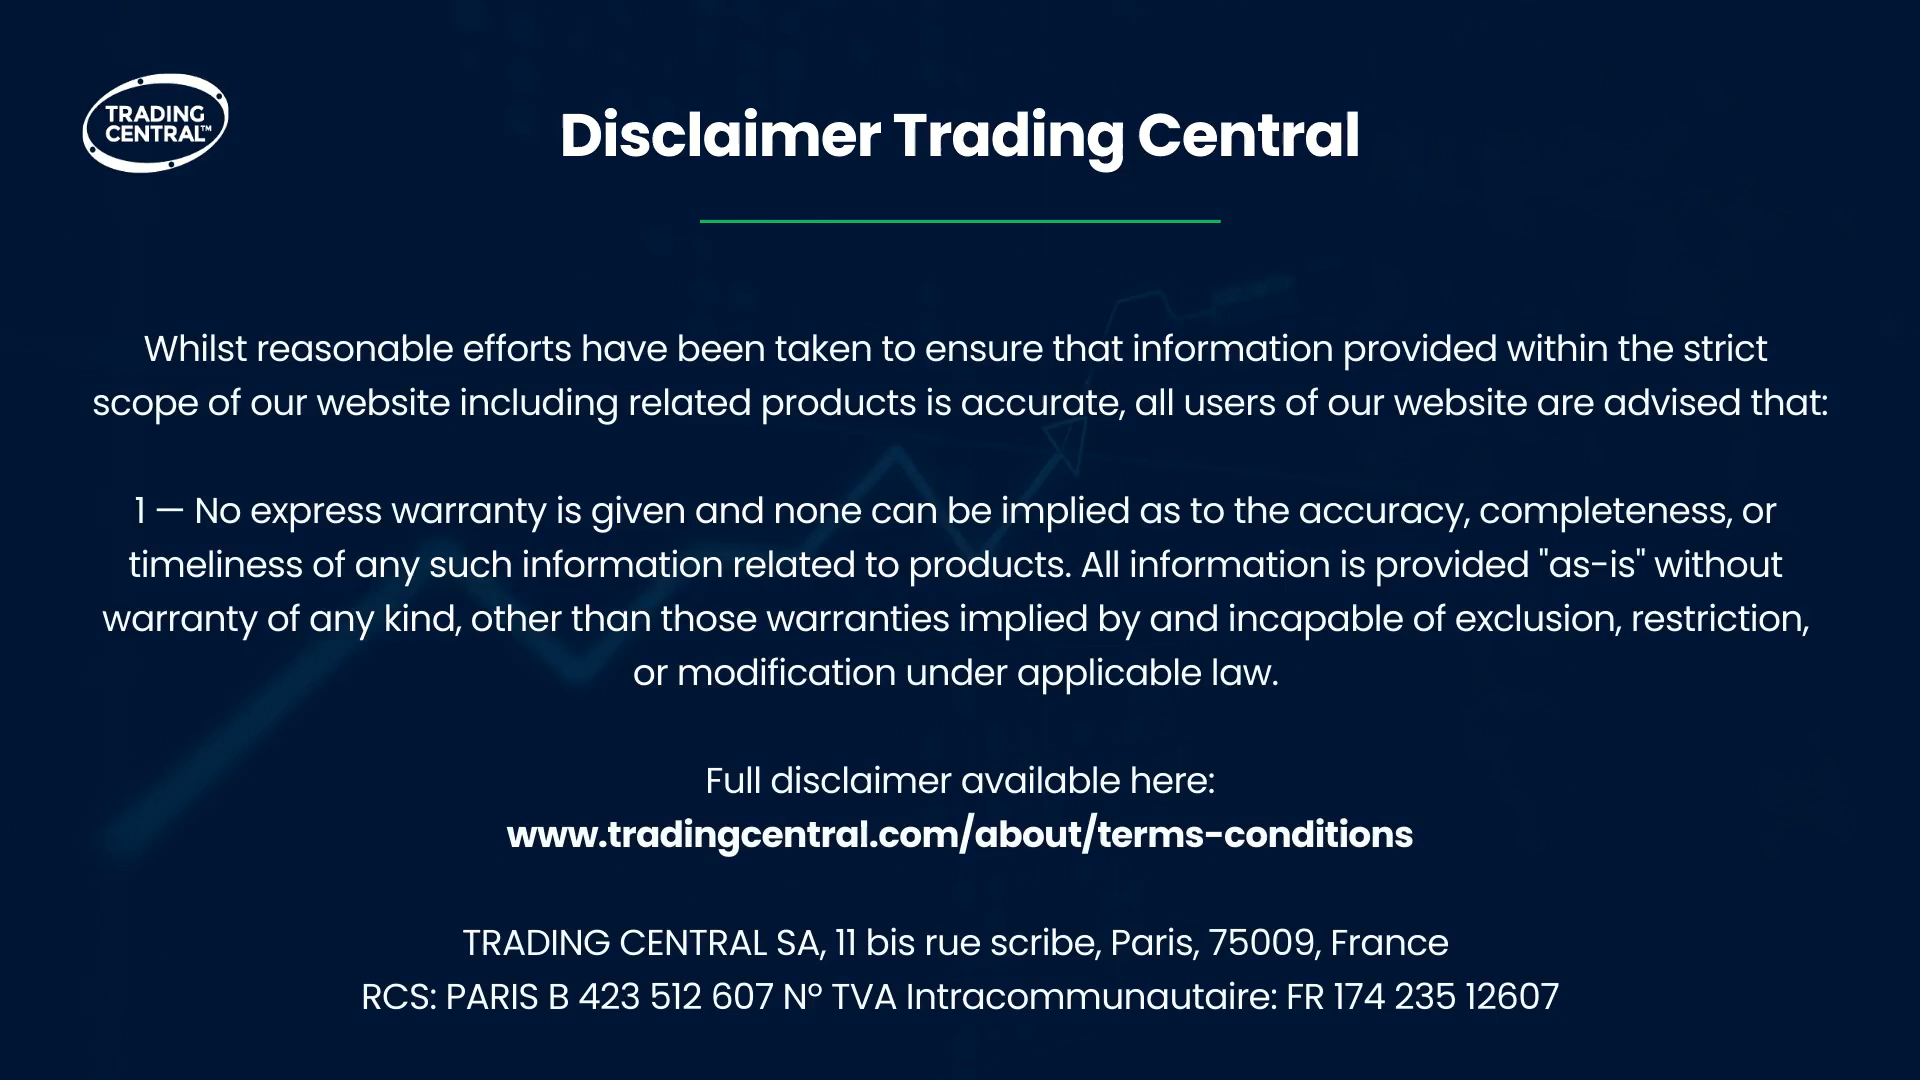 TRADING
CENTRAL™
Disclaimer Trading Central
Whilst reasonable efforts have been taken to ensure that information provided within the strict
scope of our website including related products is accurate, all users of our website are advised that:
1 — No express warranty is given and none can be implied as to the accuracy, completeness, or
timeliness of any such information related to products. All information is provided "as-is" without
warranty of any kind, other than those warranties implied by and incapable of exclusion, restriction,
or modification under applicable law.
Full disclaimer available here:
www.tradingcentral.com/about/terms-conditions
TRADING CENTRAL SA, 11 bis rue scribe, Paris, 75009, France
RCS: PARIS B 423 512 607 N° TVA Intracommunautaire: FR 174 235 12607